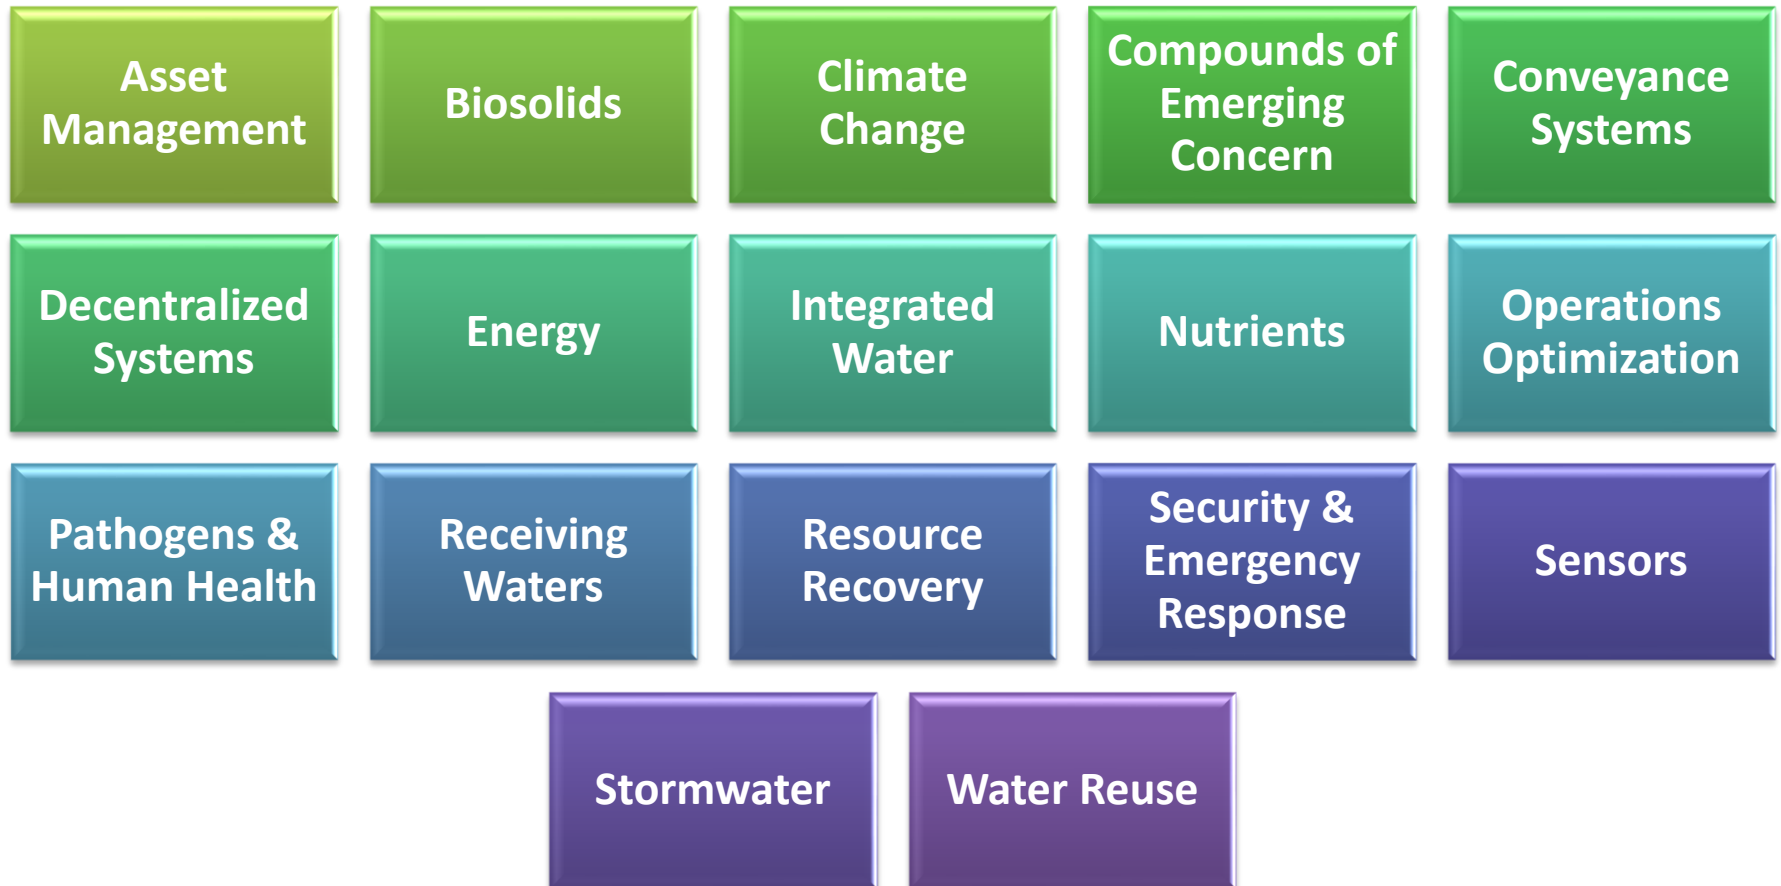 Asset
Management
Biosolids
Climate
Change
Compounds of
Emerging
Concern
Conveyance
Systems
Decentralized
Systems
Energy
Integrated
Water
Nutrients
Operations
Optimization
Pathogens &
Human Health
Receiving
Waters
Resource
Recovery
Security &
Emergency
Response
Sensors
Stormwater
Water Reuse